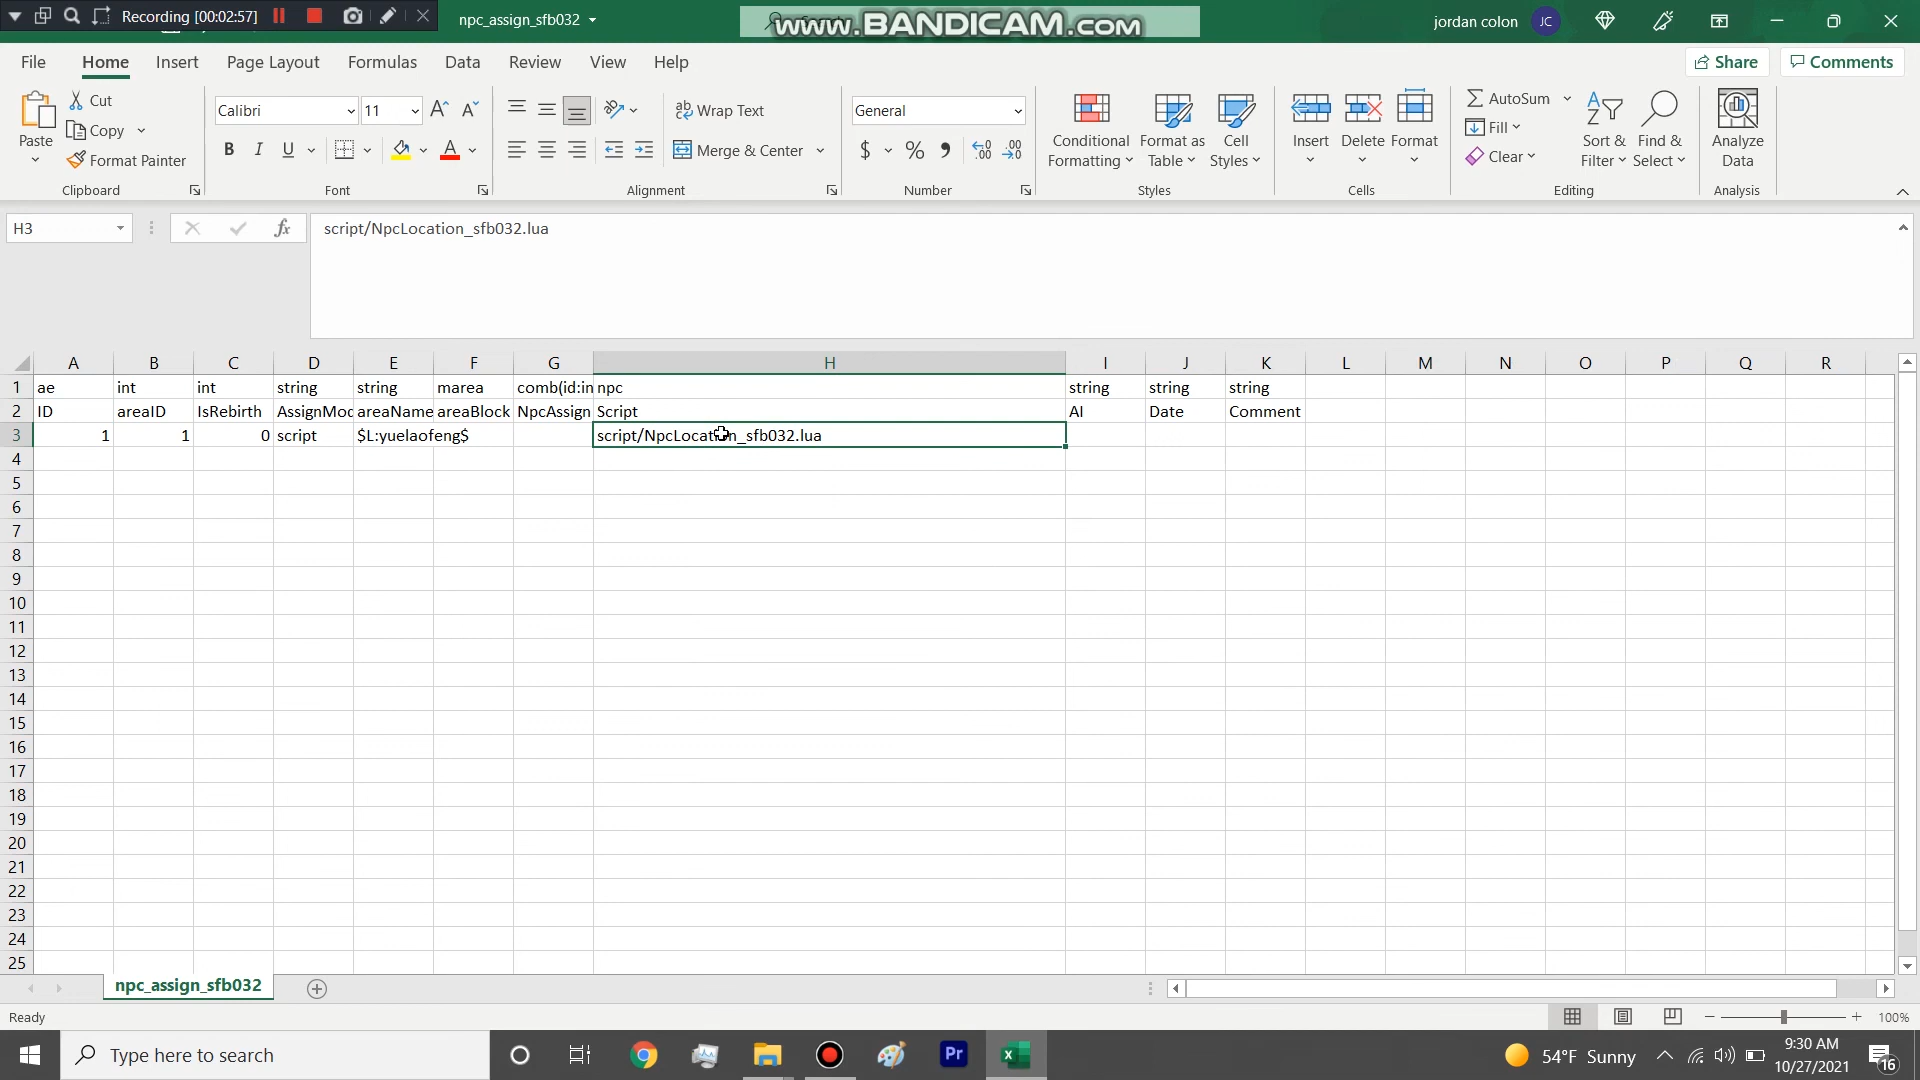 Recording [00:02:57]
npc_assign_sfb032
www.BANDICAM.com
jordan colon
JC
File
Home
Insert
Page Layout
Formulas
Data
Review
View
Help
Share
Comments
Paste
Cut
Copy
Format Painter
Clipboard
Calibri
11
B I U
Font
Wrap Text
Merge & Center
Alignment
General
$ % 9
Number
Conditional Formatting
Format as Table
Cell Styles
Styles
Insert
Delete
Format
Cells
AutoSum
Fill
Clear
Sort & Filter
Find & Select
Editing
Analyze Data
Analysis
H3
fx
script/NpcLocation_sfb032.lua
A B C D E F G H I J K L M N O P Q R
1 ae int int string string marea comb(id:in npc string string string
2 ID areaID IsRebirth AssignMod areaName areaBlock NpcAssign Script AI Date Comment
3 1 1 0 script $L:yuelaofeng$ script/NpcLocation_sfb032.lua
4
5
6
7
8
9
10
11
12
13
14
15
16
17
18
19
20
21
22
23
24
25
npc_assign_sfb032
Ready
100%
Type here to search
Pr
54°F Sunny
9:30 AM
10/27/2021
16